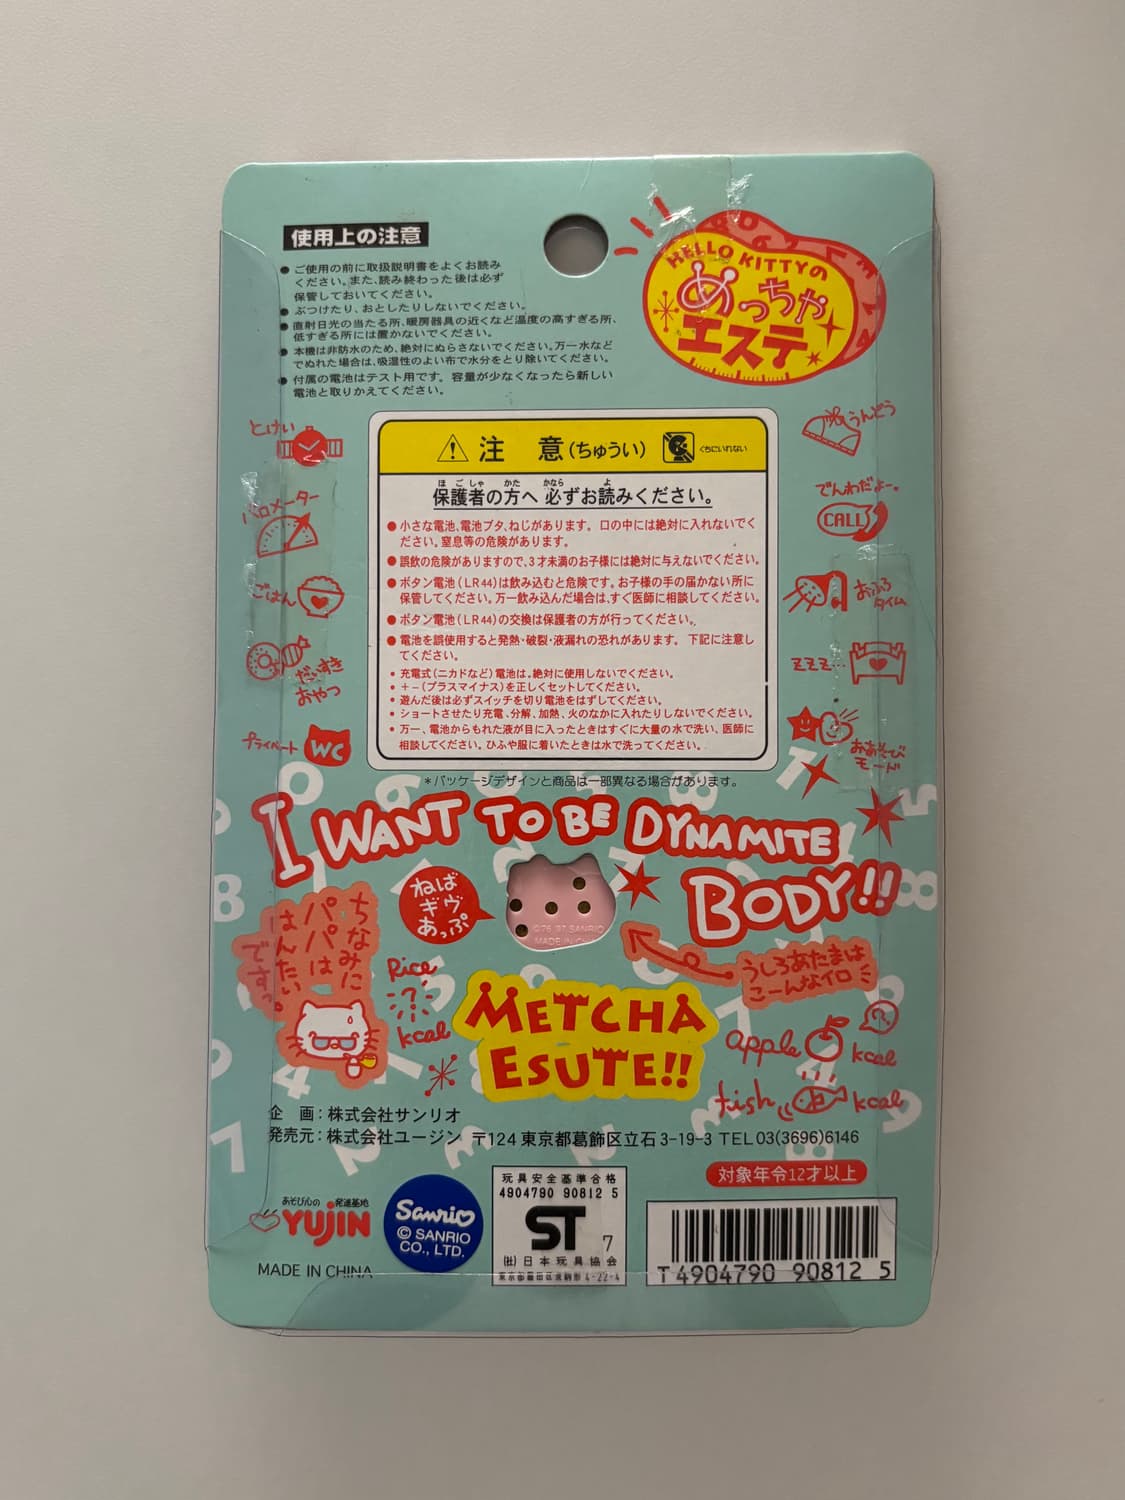 使用上の注意
● ご使用の前に取扱説明書をよくお読み
ください。また、読み終わった後は必ず
保管しておいてください。
● ぶつけたり、おとしたりしないでください。
● 直射日光の当たる所、暖房器具の近くなど温度の高すぎる所、
低すぎる所には置かないでください。
● 本機は非防水のため、絶対にぬらさないでください。万一水など
でぬれた場合は、吸湿性のよい布で水分をとり除いてください。
● 付属の電池はテスト用です。容量が少なくなったら新しい
電池と取りかえてください。
HELLO KITTYの
めっちゃ
エステ
とけい
バロメーター
ごはん
だいすき
おやつ
プライベート
WC
うんどう
でんわだよー。
CALL
おふろ
タイム
ZZZ...
おあそび
モード
注 意(ちゅうい)
くちにいれない
ほ ご しゃ かた かなら よ
保護者の方へ 必ずお読みください。
● 小さな電池、電池ブタ、ねじがあります。口の中には絶対に入れないでく
ださい。窒息等の危険があります。
● 誤飲の危険がありますので、3才未満のお子様には絶対に与えないでください。
● ボタン電池(LR44)は飲み込むと危険です。お子様の手の届かない所に
保管してください。万一飲み込んだ場合は、すぐ医師に相談してください。
● ボタン電池(LR44)の交換は保護者の方が行ってください。
● 電池を誤使用すると発熱・破裂・液漏れの恐れがあります。下記に注意し
てください。
• 充電式(ニカドなど)電池は、絶対に使用しないでください。
• +−(プラスマイナス)を正しくセットしてください。
• 遊んだ後は必ずスイッチを切り電池をはずしてください。
• ショートさせたり充電、分解、加熱、火のなかに入れたりしないでください。
• 万一、電池からもれた液が目に入ったときはすぐに大量の水で洗い、医師に
相談してください。ひふや服に着いたときは水で洗ってください。
*パッケージデザインと商品は一部異なる場合があります。
I WANT TO BE DYNAMITE
BODY!!
ねば
ギヴ
あっぷ
©76,'97 SANRIO
MADE IN CHINA
ちなみに
パパは
はんたい
ですっ。
うしろあたまは
こーんなイロ
Rice
?
kcal
METCHA
ESUTE!!
apple kcal
fish kcal
企 画:株式会社サンリオ
発売元:株式会社ユージン 〒124 東京都葛飾区立石3-19-3 TEL 03(3696)6146
対象年令12才以上
あそび心の 発進基地
YUJIN
MADE IN CHINA
Sanrio
© SANRIO
CO., LTD.
玩具安全基準合格
4904790 90812 5
ST 7
(社)日本玩具協会
T4904790 90812 5